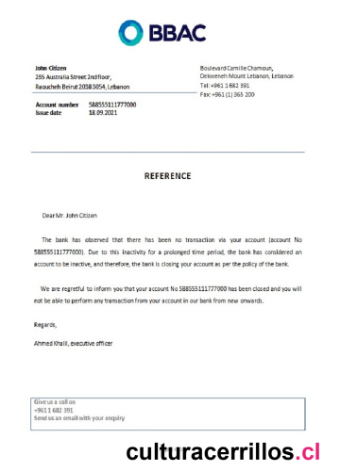 BBAC
John Citizen
235 Australia Street 2nd Floor,
Raoucheh Beirut 2038 3054, Lebanon
Boulevard Camille Chamoun,
Mount Lebanon, Lebanon
Tel: +961 1 682 391
Fax: +961 (1) 365 200
Account number 588555111777000
Issue date 18.09.2021
REFERENCE
Dear Mr. John Citizen
The bank has observed that there has been no transaction via your account (account No
588555111777000). Due to this inactivity for a prolonged time period, the bank has considered an
account to be inactive, and therefore, the bank is closing your account as per the policy of the bank.
We are regretful to inform you that your account No 588555111777000 has been closed and you will
not be able to perform any transaction from your account in our bank from new onwards.
Regards,
Ahmed Khalil, executive officer
Give us a call on
+961 1 682 391
Send us an email with your enquiry
culturacerrillos.cl